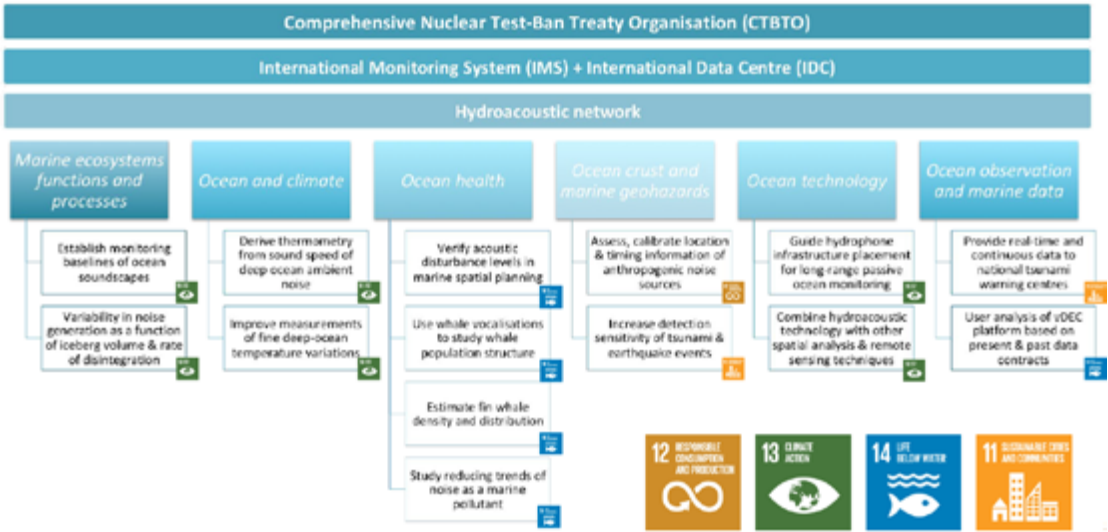 Comprehensive Nuclear Test-Ban Treaty Organisation (CTBTO)
International Monitoring System (IMS) + International Data Centre (IDC)
Hydroacoustic network
Marine ecosystems
functions and
processes
Establish monitoring
baselines of ocean
soundscapes
Variability in noise
generation as a function
of iceberg volume & rate
of disintegration
Ocean and climate
Derive thermometry
from sound speed of
deep ocean ambient
noise
Improve measurements
of fine deep-ocean
temperature variations
Ocean health
Verify acoustic
disturbance levels in
marine spatial planning
Use whale vocalisations
to study whale
population structure
Estimate fin whale
density and distribution
Study reducing trends of
noise as a marine
pollutant
Ocean crust and
marine geohazards
Assess, calibrate location
& timing information of
anthropogenic noise
sources
Increase detection
sensitivity of tsunami &
earthquake events
Ocean technology
Guide hydrophone
infrastructure placement
for long-range passive
ocean monitoring
Combine hydroacoustic
technology with other
spatial analysis & remote
sensing techniques
Ocean observation
and marine data
Provide real-time and
continuous data to
national tsunami
warning centres
User analysis of vDEC
platform based on
present & past data
contracts
12 RESPONSIBLE
CONSUMPTION
AND PRODUCTION
13 CLIMATE
ACTION
14 LIFE
BELOW WATER
11 SUSTAINABLE CITIES
AND COMMUNITIES